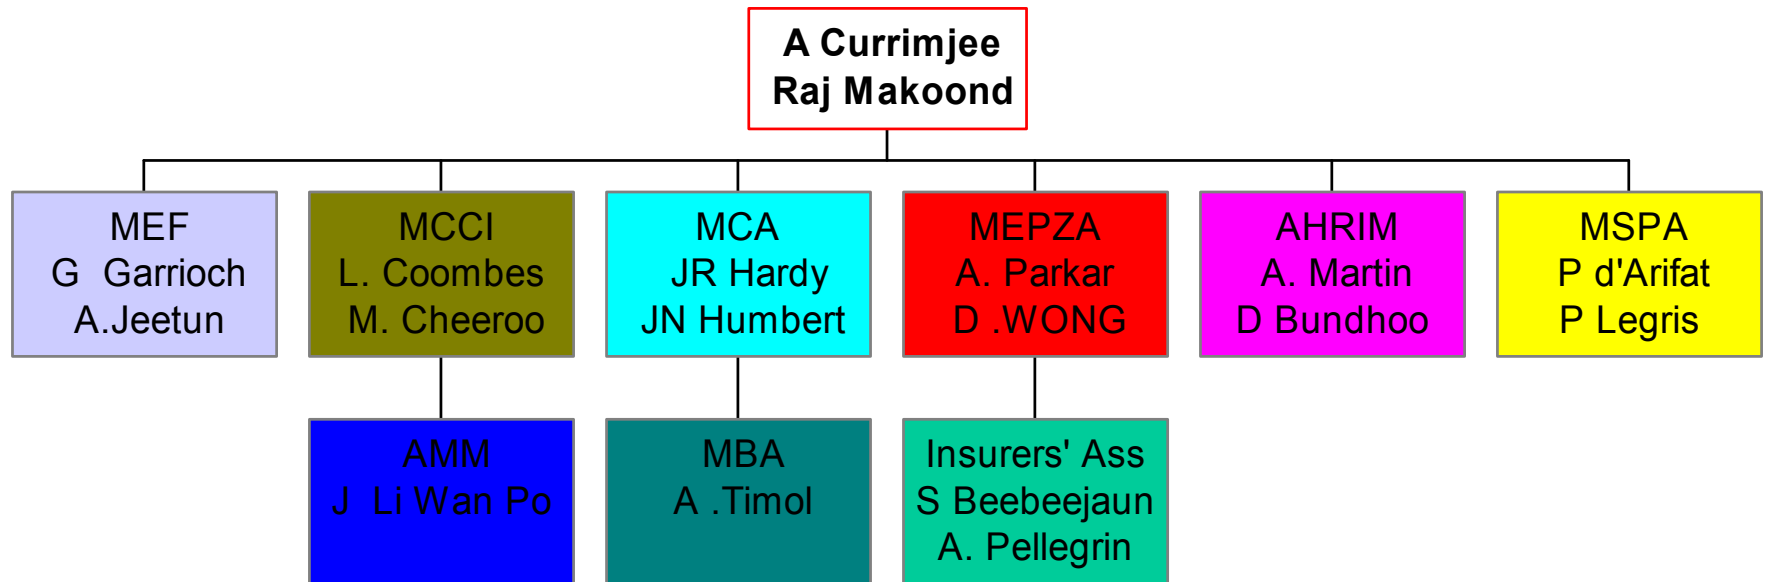 A Currimjee
Raj Makoond
MEF
G Garrioch
A.Jeetun
MCCI
L. Coombes
M. Cheeroo
MCA
JR Hardy
JN Humbert
MEPZA
A. Parkar
D .WONG
AHRIM
A. Martin
D Bundhoo
MSPA
P d'Arifat
P Legris
AMM
J Li Wan Po
MBA
A .Timol
Insurers' Ass
S Beebeejaun
A. Pellegrin